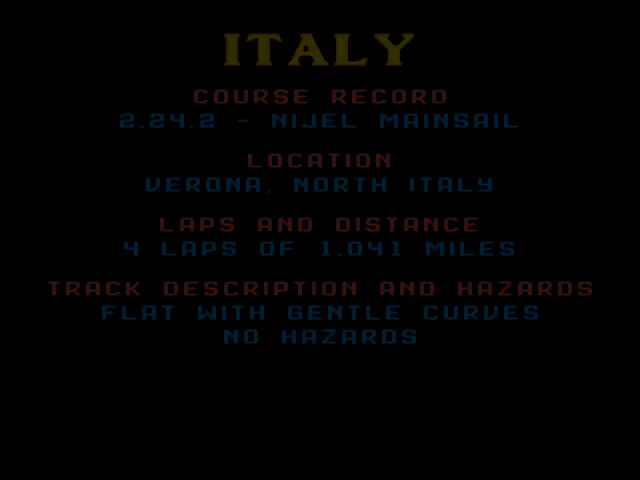 ITALY
COURSE RECORD
2.24.2 - NIJEL MAINSAIL
LOCATION
VERONA, NORTH ITALY
LAPS AND DISTANCE
4 LAPS OF 1.041 MILES
TRACK DESCRIPTION AND HAZARDS
FLAT WITH GENTLE CURVES
NO HAZARDS